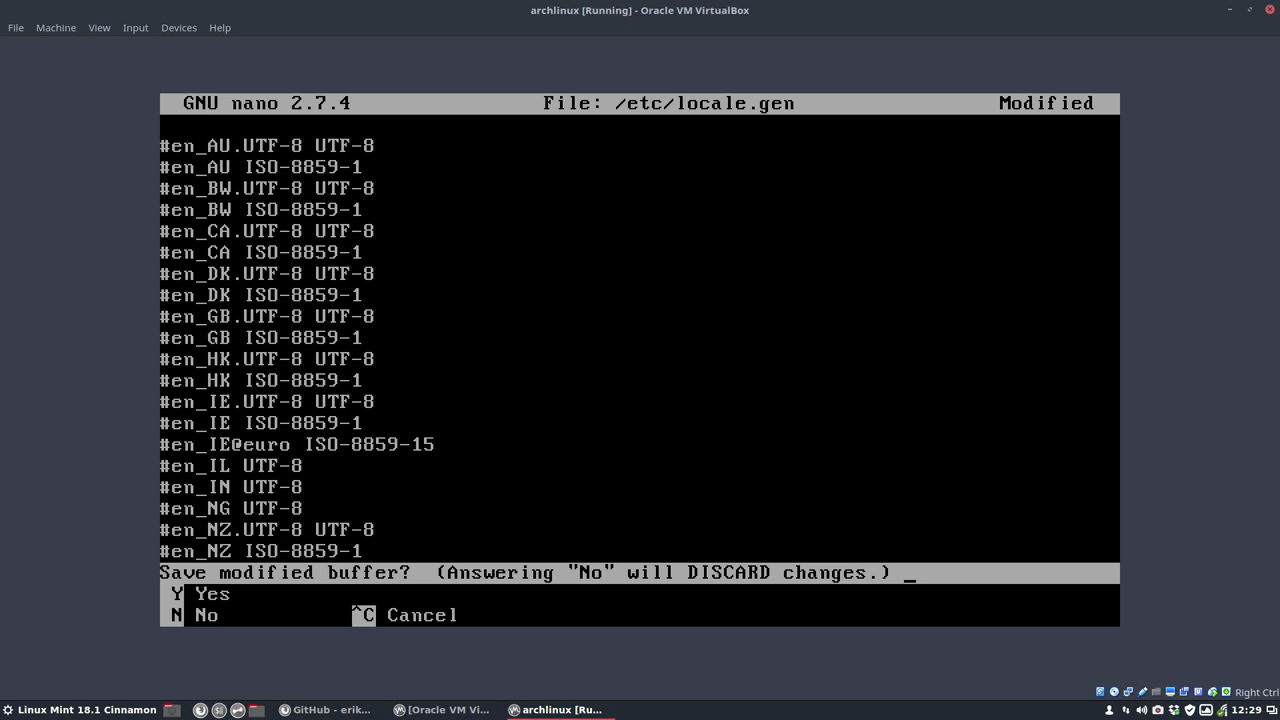 archlinux [Running] - Oracle VM VirtualBox
File Machine View Input Devices Help
GNU nano 2.7.4 File: /etc/locale.gen Modified
#en_AU.UTF-8 UTF-8
#en_AU ISO-8859-1
#en_BW.UTF-8 UTF-8
#en_BW ISO-8859-1
#en_CA.UTF-8 UTF-8
#en_CA ISO-8859-1
#en_DK.UTF-8 UTF-8
#en_DK ISO-8859-1
#en_GB.UTF-8 UTF-8
#en_GB ISO-8859-1
#en_HK.UTF-8 UTF-8
#en_HK ISO-8859-1
#en_IE.UTF-8 UTF-8
#en_IE ISO-8859-1
#en_IE@euro ISO-8859-15
#en_IL UTF-8
#en_IN UTF-8
#en_NG UTF-8
#en_NZ.UTF-8 UTF-8
#en_NZ ISO-8859-1
Save modified buffer? (Answering "No" will DISCARD changes.) _
Y Yes
N No ^C Cancel
Right Ctrl
Linux Mint 18.1 Cinnamon GitHub - erik... [Oracle VM Vi... archlinux [Ru... 12:29